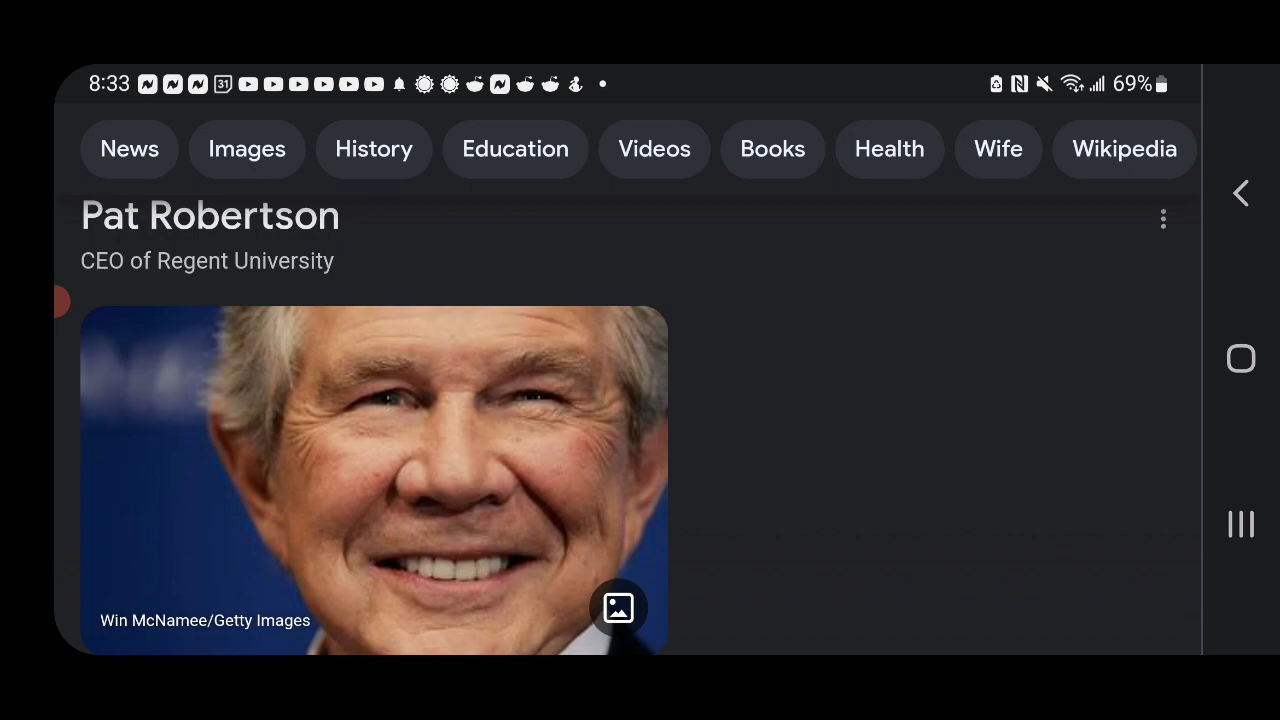 8:33 31 69%
News Images History Education Videos Books Health Wife Wikipedia
Pat Robertson
CEO of Regent University
Win McNamee/Getty Images